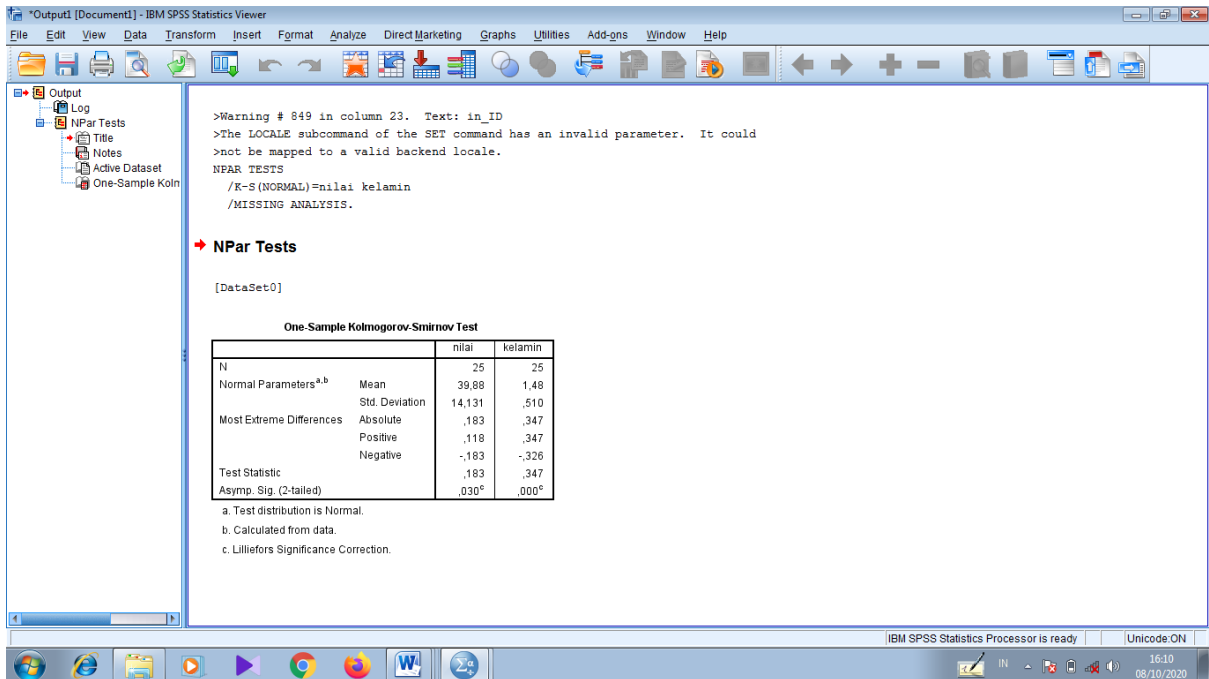 *Output1 [Document1] - IBM SPSS Statistics Viewer
File Edit View Data Transform Insert Format Analyze Direct Marketing Graphs Utilities Add-ons Window Help
Output
Log
NPar Tests
Title
Notes
Active Dataset
One-Sample Kolm
>Warning # 849 in column 23. Text: in_ID
>The LOCALE subcommand of the SET command has an invalid parameter. It could
>not be mapped to a valid backend locale.
NPAR TESTS
/K-S(NORMAL)=nilai kelamin
/MISSING ANALYSIS.
NPar Tests
[DataSet0]
One-Sample Kolmogorov-Smirnov Test
nilai kelamin
N 25 25
Normal Parameters a,b Mean 39,88 1,48
Std. Deviation 14,131 ,510
Most Extreme Differences Absolute ,183 ,347
Positive ,118 ,347
Negative -,183 -,326
Test Statistic ,183 ,347
Asymp. Sig. (2-tailed) ,030c ,000c
a. Test distribution is Normal.
b. Calculated from data.
c. Lilliefors Significance Correction.
IBM SPSS Statistics Processor is ready Unicode:ON
IN 16:10
08/10/2020